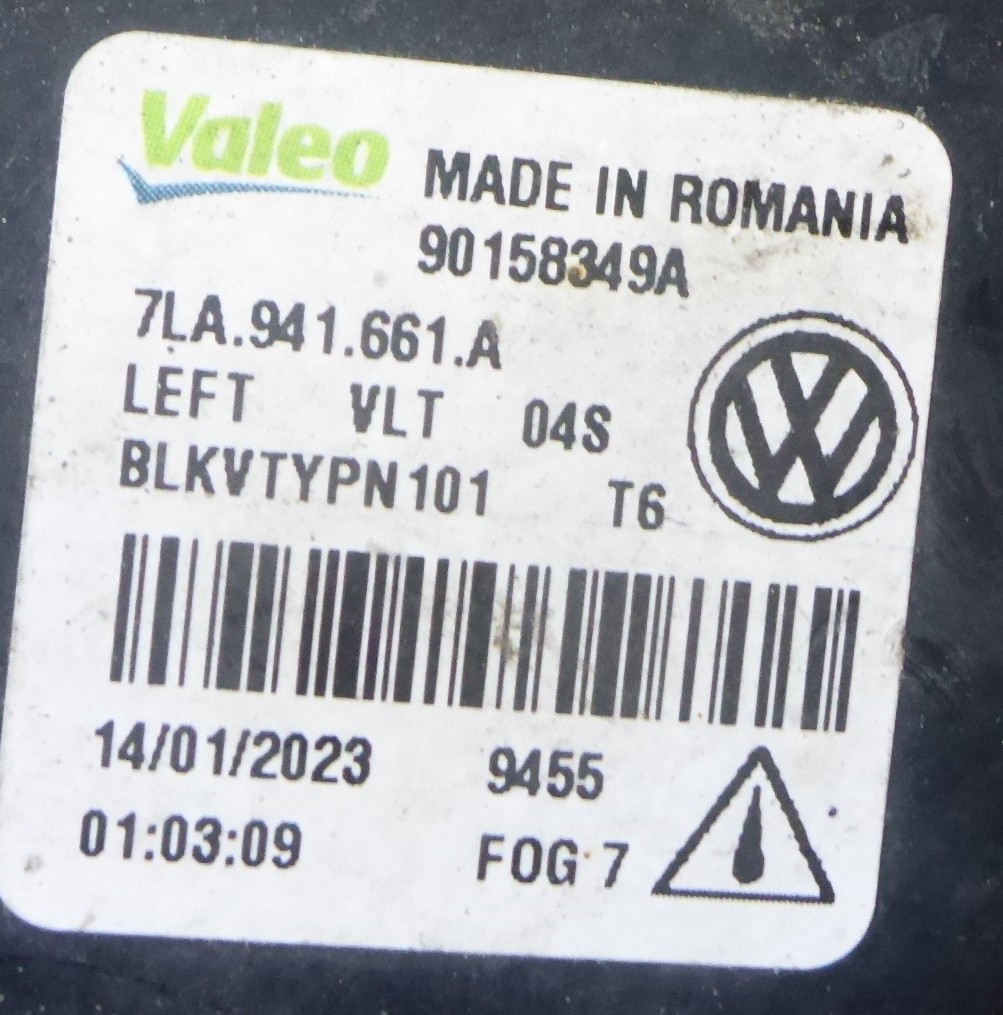 Valeo
MADE IN ROMANIA
90158349A
7LA.941.661.A
LEFT VLT 04S
BLKVTYPN101 T6
14/01/2023 9455
01:03:09 FOG 7